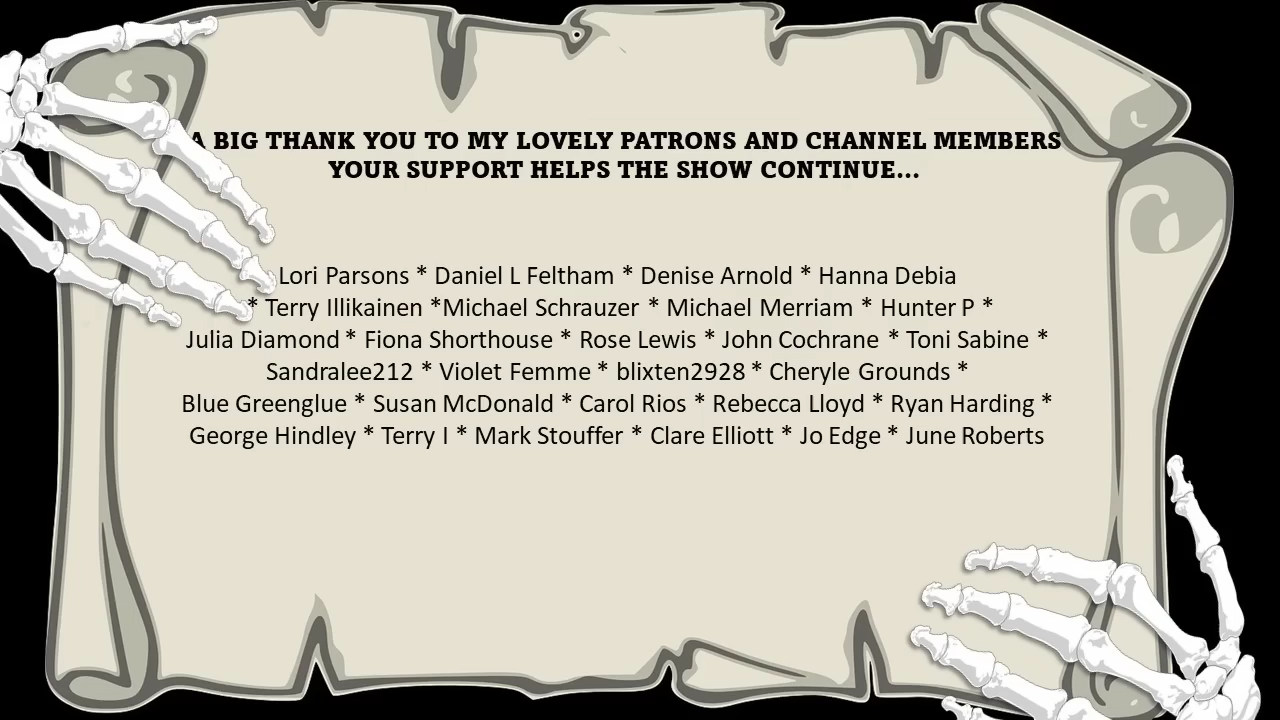 A BIG THANK YOU TO MY LOVELY PATRONS AND CHANNEL MEMBERS
YOUR SUPPORT HELPS THE SHOW CONTINUE...
Lori Parsons * Daniel L Feltham * Denise Arnold * Hanna Debia
* Terry Illikainen *Michael Schrauzer * Michael Merriam * Hunter P *
Julia Diamond * Fiona Shorthouse * Rose Lewis * John Cochrane * Toni Sabine *
Sandralee212 * Violet Femme * blixten2928 * Cheryle Grounds *
Blue Greenglue * Susan McDonald * Carol Rios * Rebecca Lloyd * Ryan Harding *
George Hindley * Terry I * Mark Stouffer * Clare Elliott * Jo Edge * June Roberts